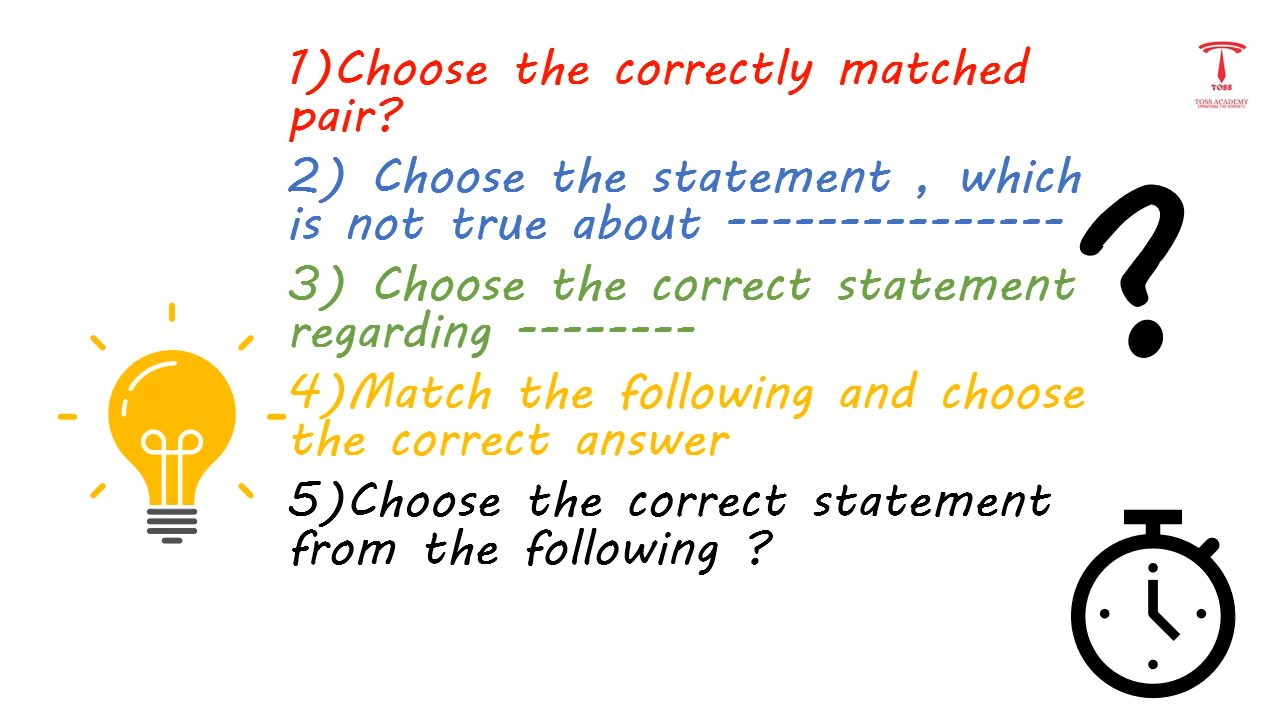 1)Choose the correctly matched
pair?
2) Choose the statement , which
is not true about ---------------
3) Choose the correct statement
regarding --------
4)Match the following and choose
the correct answer
5)Choose the correct statement
from the following ?
TOSS
TOSS ACADEMY